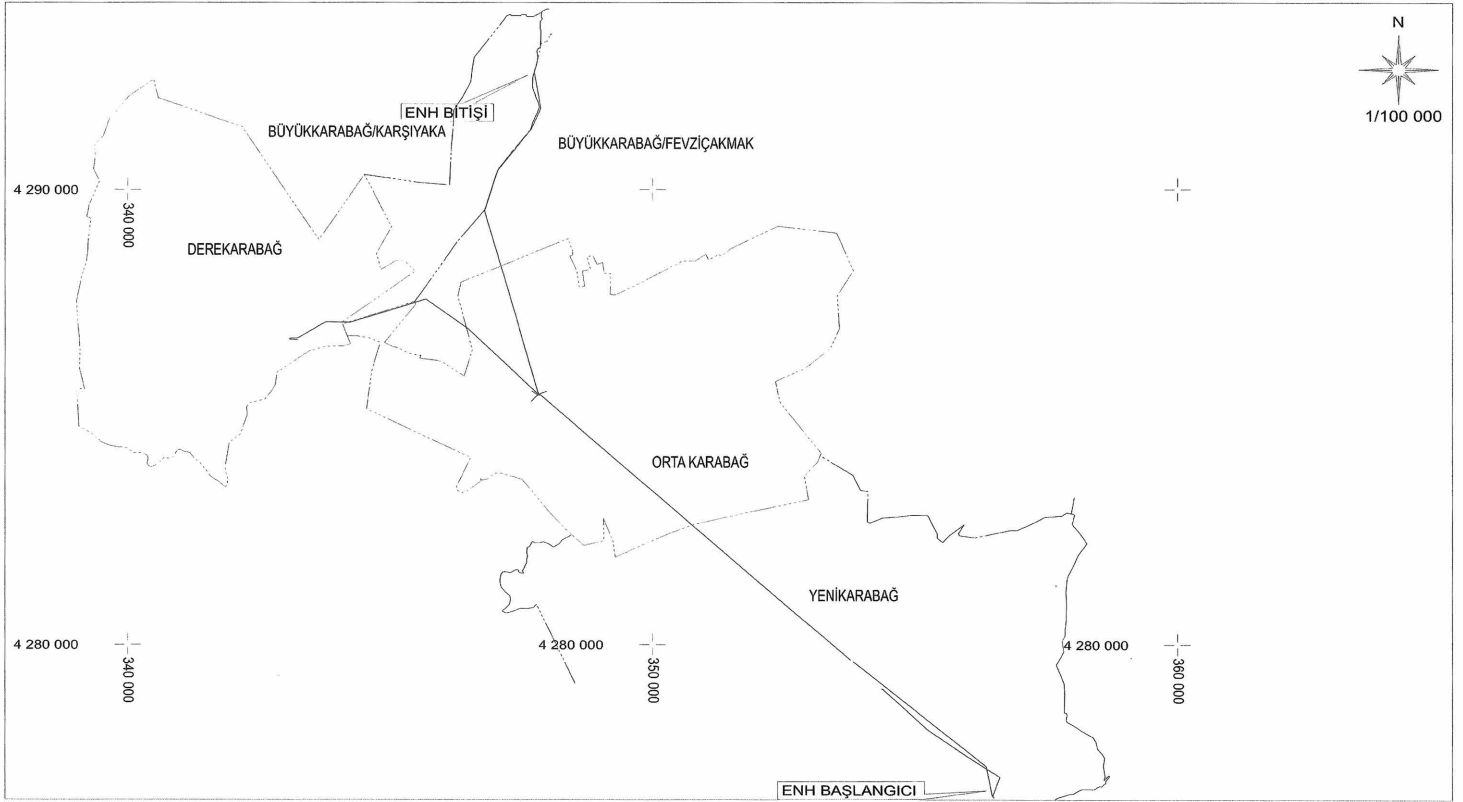 N
1/100 000
ENH BİTİŞİ
BÜYÜKKARABAĞ/KARŞIYAKA
BÜYÜKKARABAĞ/FEVZİÇAKMAK
4 290 000
340 000
DEREKARABAĞ
ORTA KARABAĞ
YENİKARABAĞ
4 280 000
4 280 000
4 280 000
340 000
350 000
360 000
ENH BAŞLANGICI